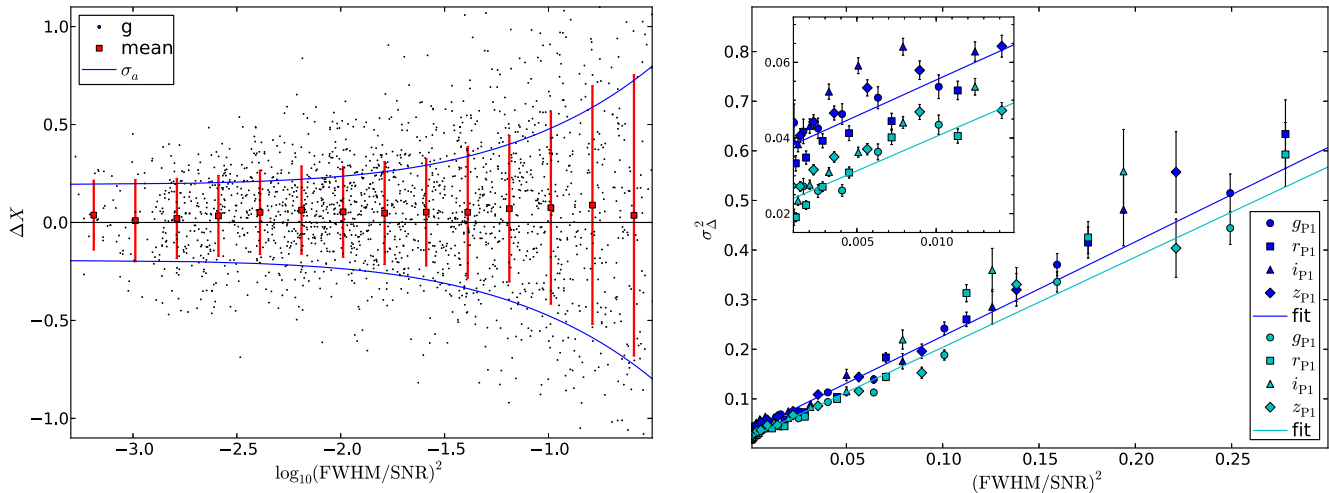 1.0
0.5
0.0
−0.5
−1.0
ΔX
g
mean
σₐ
−3.0 −2.5 −2.0 −1.5 −1.0
log₁₀(FWHM/SNR)²
0.8
0.7
0.6
0.5
0.4
0.3
0.2
0.1
σ²_Δ
0.06
0.04
0.02
0.005 0.010
g_P1
r_P1
i_P1
z_P1
fit
g_P1
r_P1
i_P1
z_P1
fit
0.05 0.10 0.15 0.20 0.25
(FWHM/SNR)²